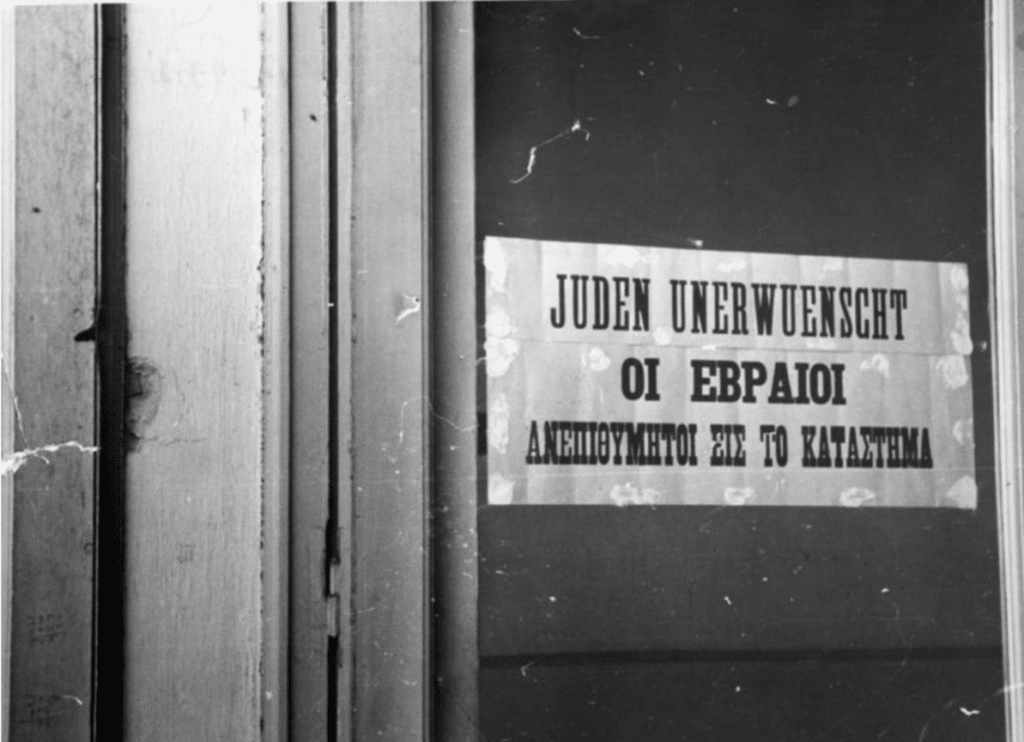 JUDEN UNERWUENSCHT
ΟΙ ΕΒΡΑΙΟΙ
ΑΝΕΠΙΘΥΜΗΤΟΙ ΕΙΣ ΤΟ ΚΑΤΑΣΤΗΜΑ